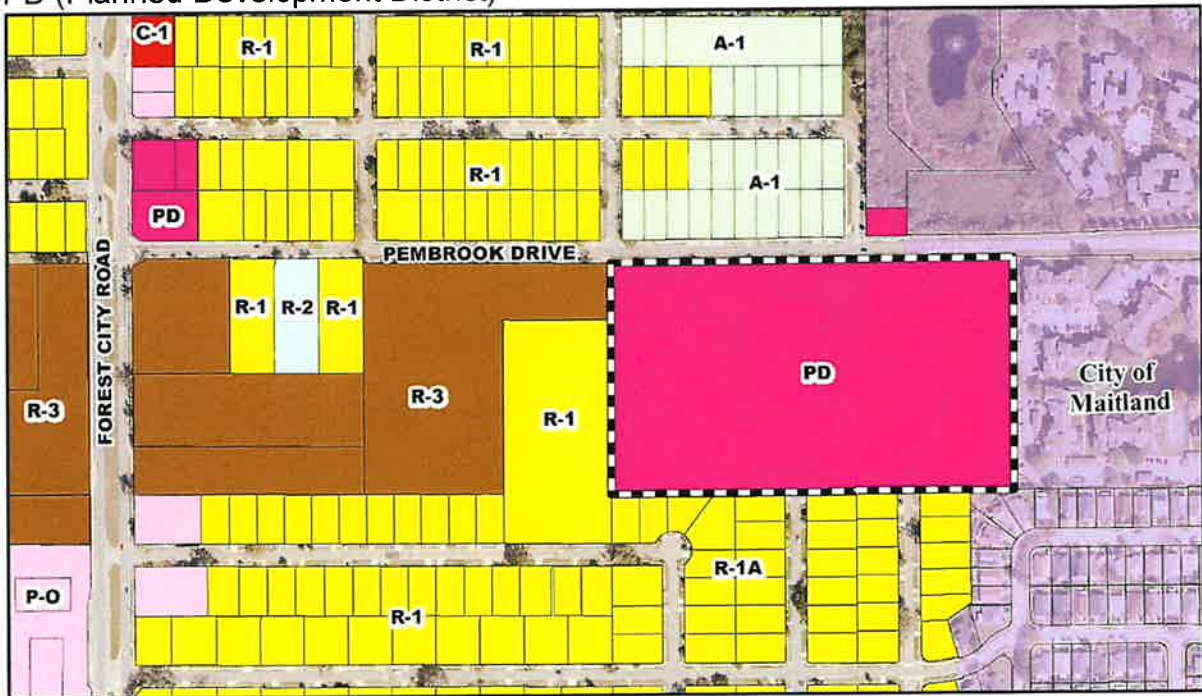 PD (Planned Development District)
C-1
R-1
R-1
A-1
R-1
A-1
PD
PEMBROOK DRIVE
FOREST CITY ROAD
R-1
R-2
R-1
R-3
R-3
R-1
PD
City of
Maitland
R-1A
P-O
R-1